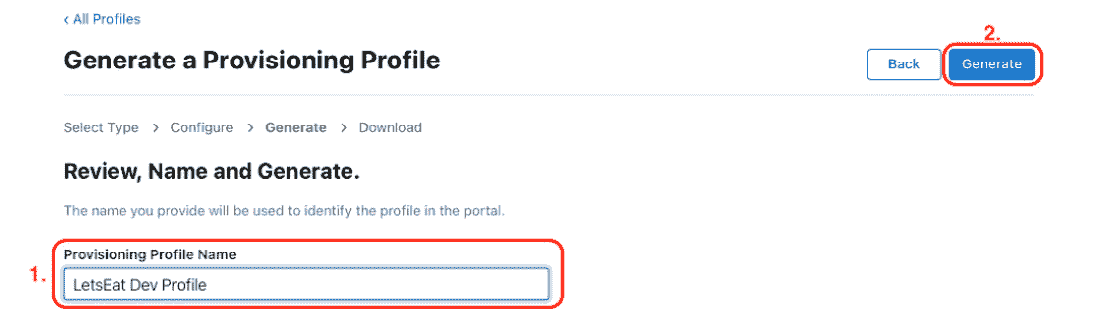 ‹ All Profiles
2.
Generate a Provisioning Profile
Back
Generate
Select Type > Configure > Generate > Download
Review, Name and Generate.
The name you provide will be used to identify the profile in the portal.
Provisioning Profile Name
1.
LetsEat Dev Profile